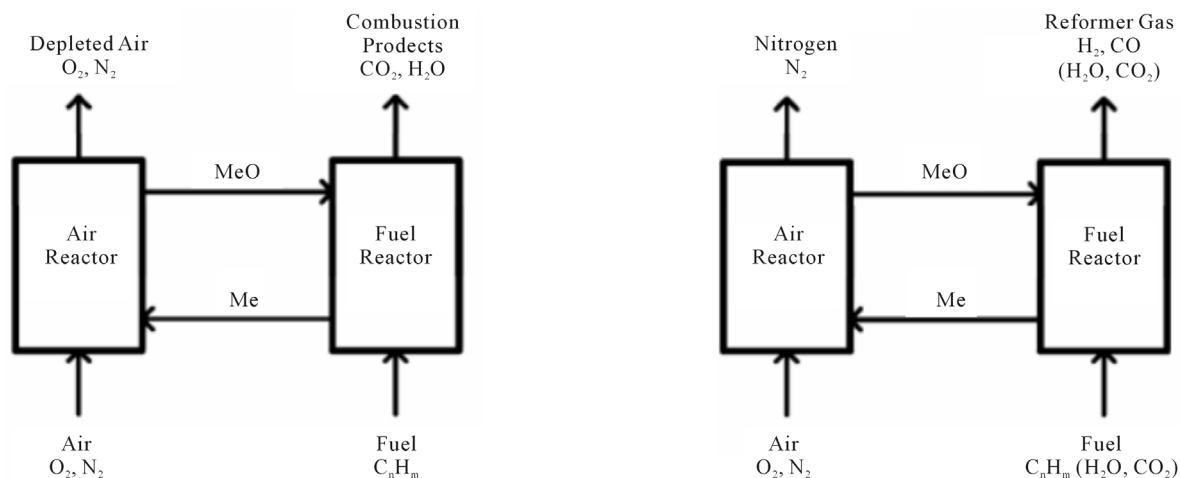 Depleted Air
O₂, N₂
Combustion
Prodects
CO₂, H₂O
MeO
Air
Reactor
Fuel
Reactor
Me
Air
O₂, N₂
Fuel
CₙHₘ
Nitrogen
N₂
Reformer Gas
H₂, CO
(H₂O, CO₂)
MeO
Air
Reactor
Fuel
Reactor
Me
Air
O₂, N₂
Fuel
CₙHₘ (H₂O, CO₂)